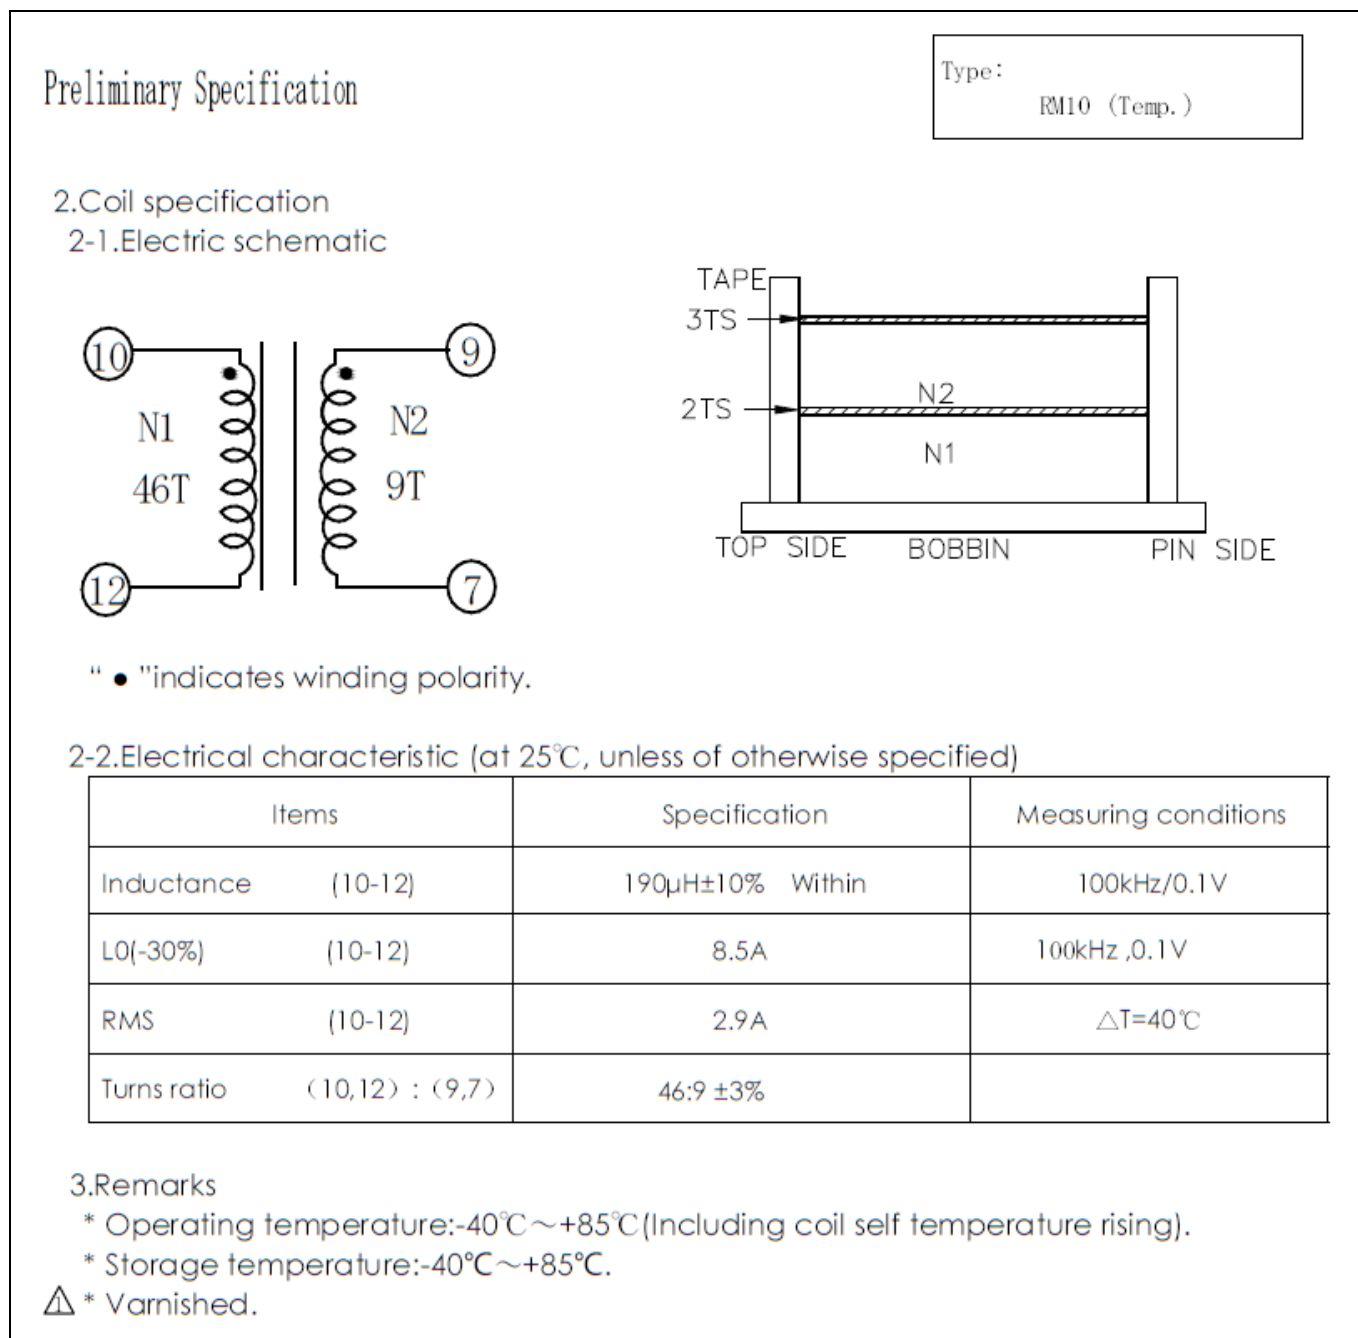 Preliminary Specification
Type:
RM10 (Temp.)
2.Coil specification
2-1.Electric schematic
10
9
N1
46T
N2
9T
12
7
TAPE
3TS
N2
2TS
N1
TOP SIDE BOBBIN PIN SIDE
“ ● ”indicates winding polarity.
2-2.Electrical characteristic (at 25℃, unless of otherwise specified)
Items Specification Measuring conditions
Inductance (10-12) 190μH±10% Within 100kHz/0.1V
L0(-30%) (10-12) 8.5A 100kHz ,0.1V
RMS (10-12) 2.9A △T=40℃
Turns ratio （10,12）:（9,7） 46:9 ±3%
3.Remarks
* Operating temperature:-40℃～+85℃(Including coil self temperature rising).
* Storage temperature:-40℃～+85℃.
1 * Varnished.